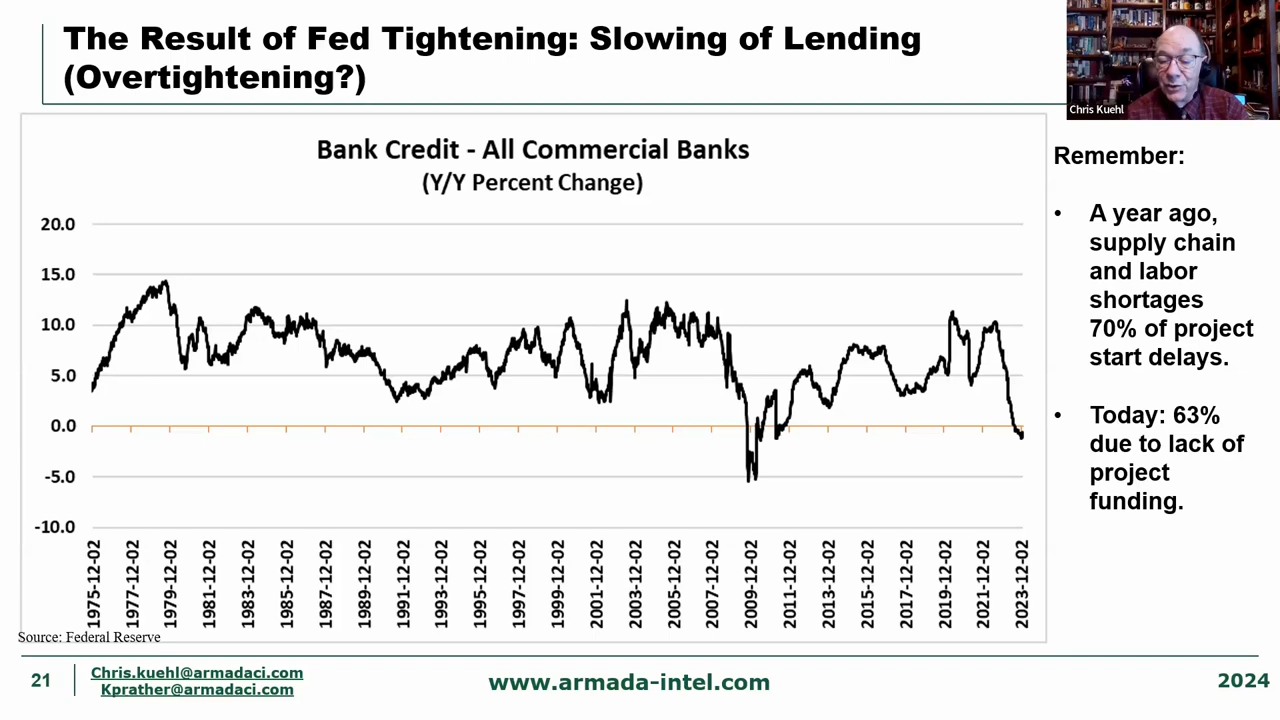 The Result of Fed Tightening: Slowing of Lending
(Overtightening?)
Chris Kuehl
Bank Credit - All Commercial Banks
(Y/Y Percent Change)
20.0
15.0
10.0
5.0
0.0
-5.0
-10.0
1975-12-02
1977-12-02
1979-12-02
1981-12-02
1983-12-02
1985-12-02
1987-12-02
1989-12-02
1991-12-02
1993-12-02
1995-12-02
1997-12-02
1999-12-02
2001-12-02
2003-12-02
2005-12-02
2007-12-02
2009-12-02
2011-12-02
2013-12-02
2015-12-02
2017-12-02
2019-12-02
2021-12-02
2023-12-02
Source: Federal Reserve
Remember:
• A year ago,
supply chain
and labor
shortages
70% of project
start delays.
• Today: 63%
due to lack of
project
funding.
21
Chris.kuehl@armadaci.com
Kprather@armadaci.com
www.armada-intel.com
2024